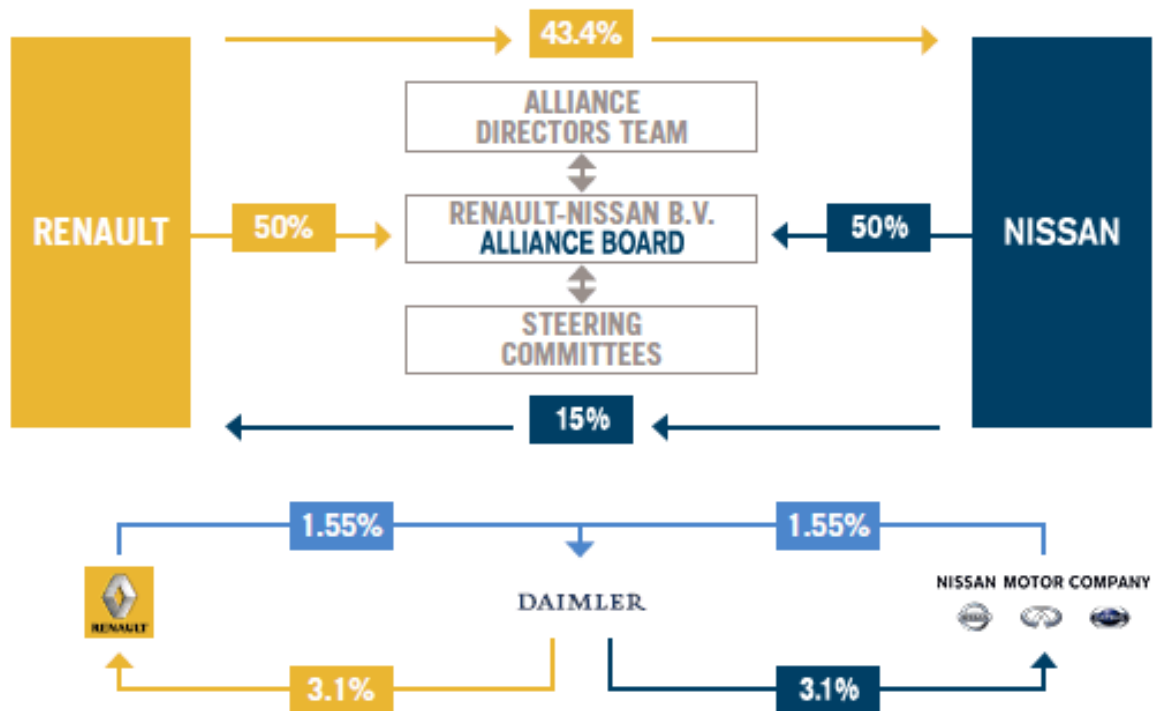 43.4%
ALLIANCE
DIRECTORS TEAM
RENAULT
50%
RENAULT-NISSAN B.V.
ALLIANCE BOARD
50%
NISSAN
STEERING
COMMITTEES
15%
1.55%
1.55%
RENAULT
DAIMLER
NISSAN MOTOR COMPANY
NISSAN
3.1%
3.1%